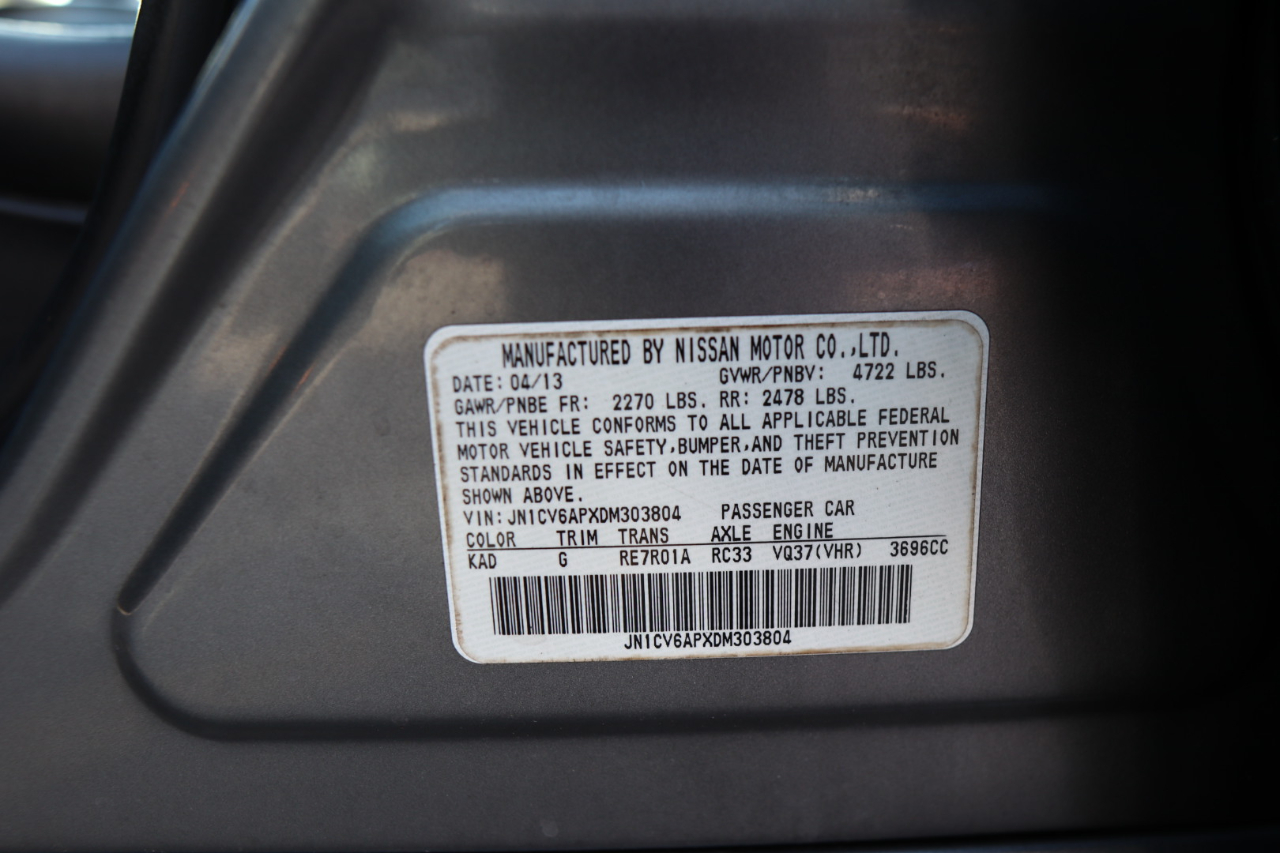 MANUFACTURED BY NISSAN MOTOR CO.,LTD.
DATE: 04/13 GVWR/PNBV: 4722 LBS.
GAWR/PNBE FR: 2270 LBS. RR: 2478 LBS.
THIS VEHICLE CONFORMS TO ALL APPLICABLE FEDERAL
MOTOR VEHICLE SAFETY,BUMPER,AND THEFT PREVENTION
STANDARDS IN EFFECT ON THE DATE OF MANUFACTURE
SHOWN ABOVE.
VIN:JN1CV6APXDM303804 PASSENGER CAR
COLOR TRIM TRANS AXLE ENGINE
KAD G RE7R01A RC33 VQ37(VHR) 3696CC
JN1CV6APXDM303804